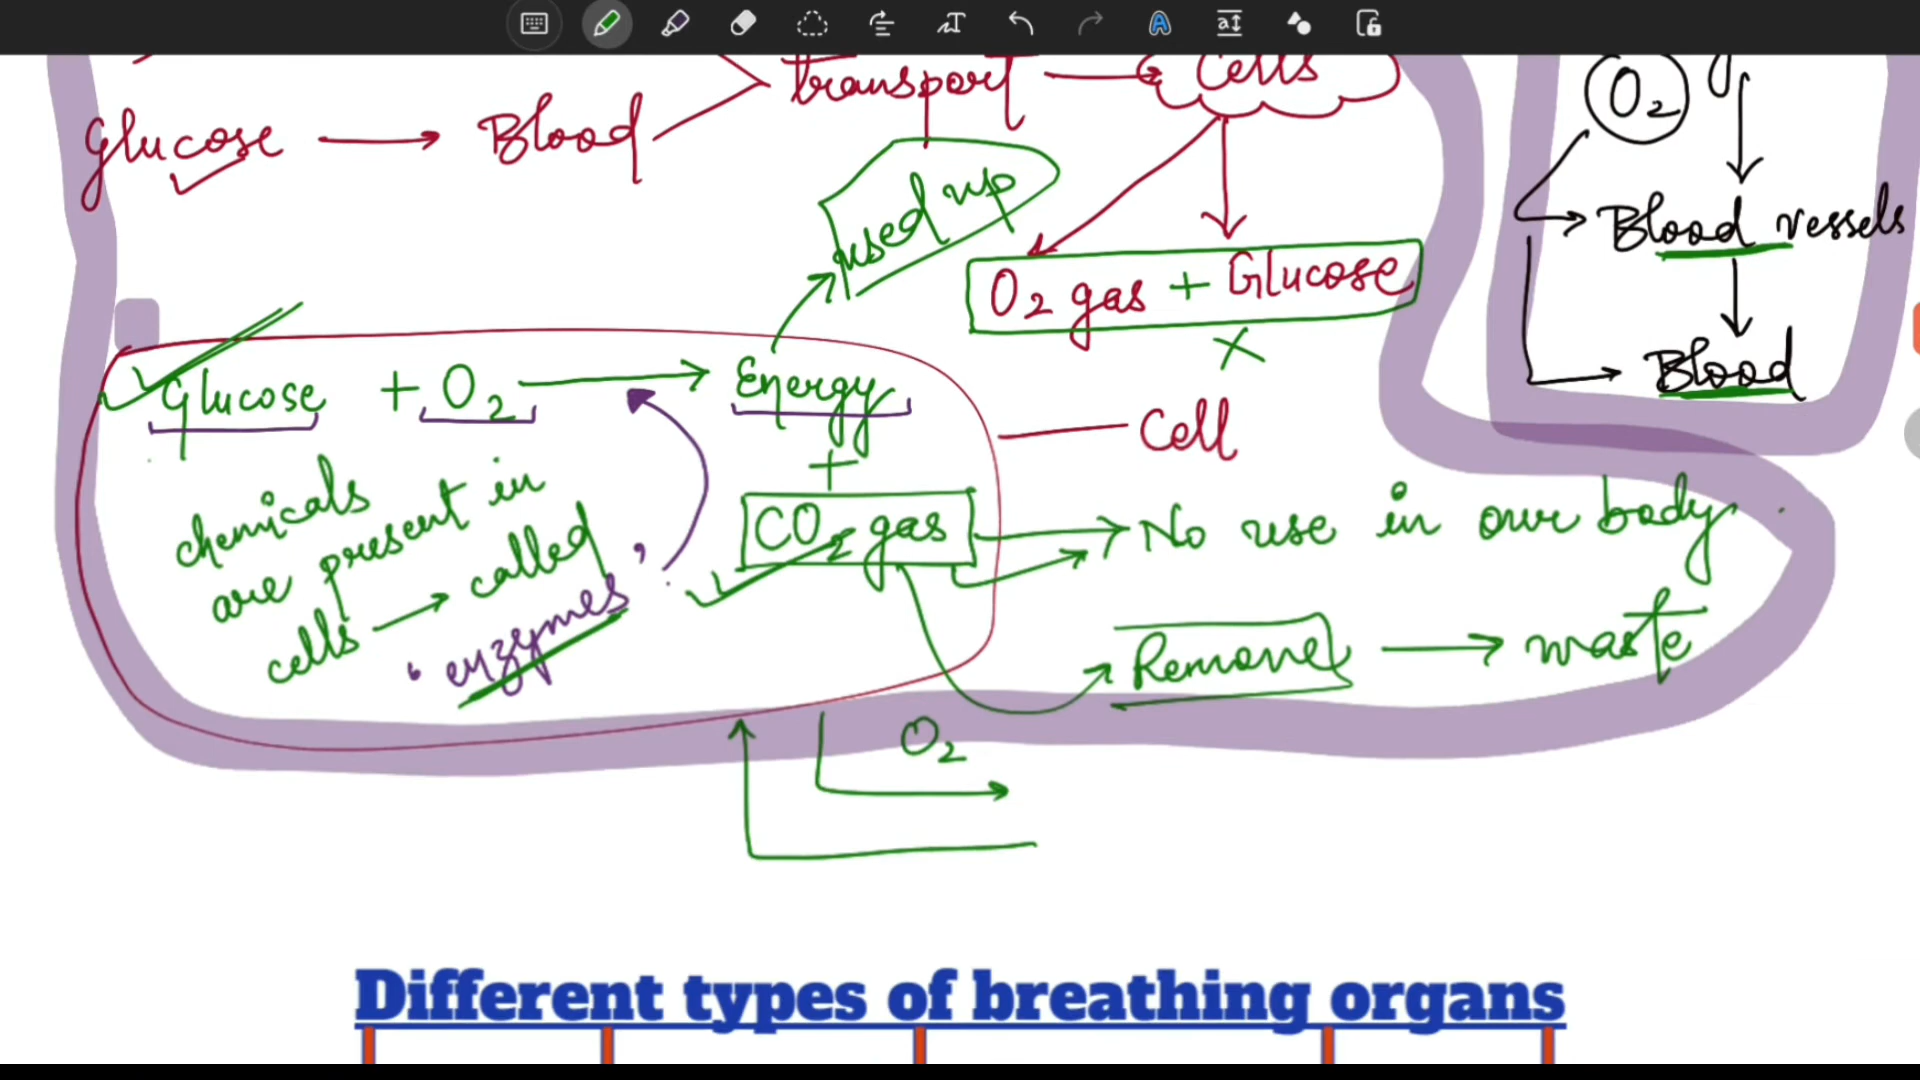 transport → Cells
Glucose → Blood
used up
O₂ gas + Glucose
Glucose + O₂ → Energy
+
CO₂ gas
Cell
No use in our body
Remove → waste
chemicals
are present in
cells → called
'enzymes'
O₂
O₂
Blood vessels
Blood
Different types of breathing organs